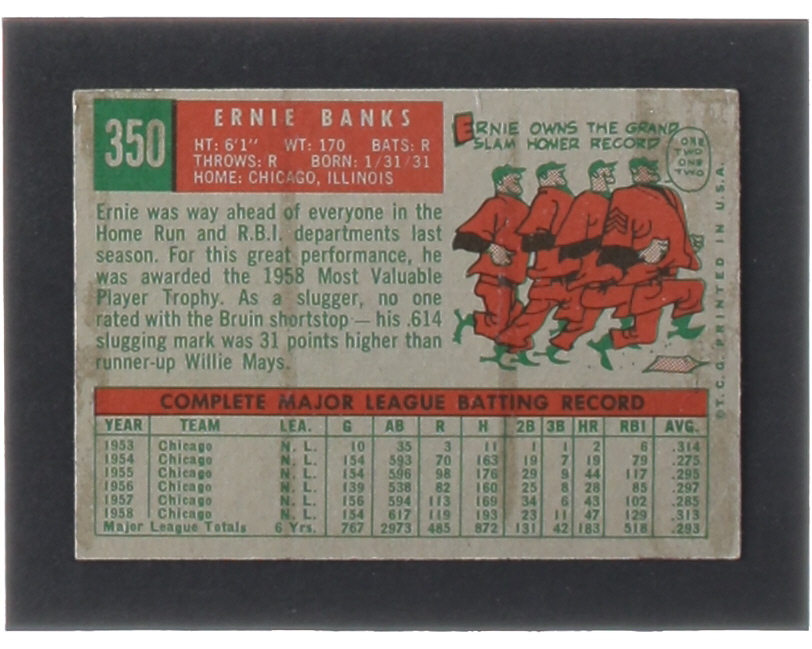 350
ERNIE BANKS
HT: 6'1" WT: 170 BATS: R
THROWS: R BORN: 1/31/31
HOME: CHICAGO, ILLINOIS
Ernie was way ahead of everyone in the
Home Run and R.B.I. departments last
season. For this great performance, he
was awarded the 1958 Most Valuable
Player Trophy. As a slugger, no one
rated with the Bruin shortstop — his .614
slugging mark was 31 points higher than
runner-up Willie Mays.
ERNIE OWNS THE GRAND
SLAM HOMER RECORD
ONE
TWO
ONE
TWO
© T. C. G. PRINTED IN U.S.A.
COMPLETE MAJOR LEAGUE BATTING RECORD
YEAR TEAM LEA. G AB R H 2B 3B HR RBI AVG.
1953 Chicago N. L. 10 35 3 11 1 1 2 6 .314
1954 Chicago N. L. 154 593 70 163 19 7 19 79 .275
1955 Chicago N. L. 154 596 98 176 29 9 44 117 .295
1956 Chicago N. L. 139 538 82 160 25 8 28 85 .297
1957 Chicago N. L. 156 594 113 169 34 6 43 102 .285
1958 Chicago N. L. 154 617 119 193 23 11 47 129 .313
Major League Totals 6 Yrs. 767 2973 485 872 131 42 183 518 .293